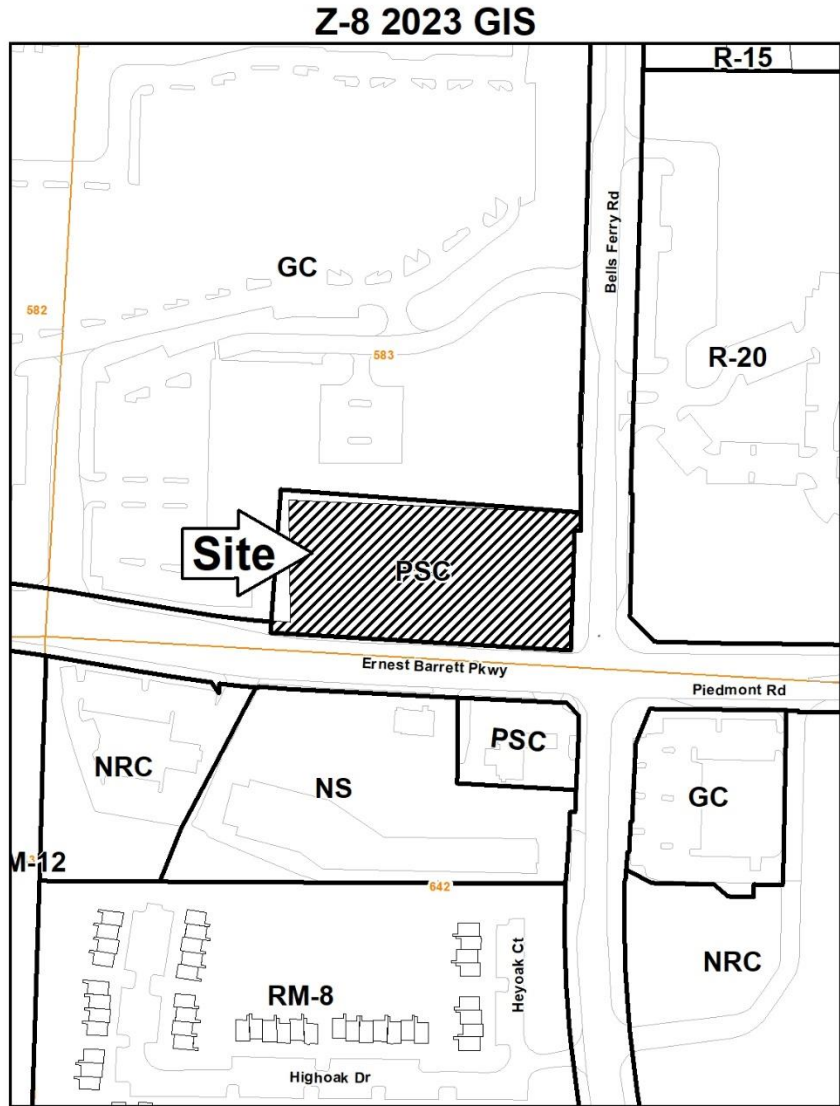 Z-8 2023 GIS
R-15
Bells Ferry Rd
GC
582
583
R-20
Site
PSC
Ernest Barrett Pkwy
Piedmont Rd
PSC
NRC
NS
GC
M-12
642
NRC
Heyoak Ct
RM-8
Highoak Dr